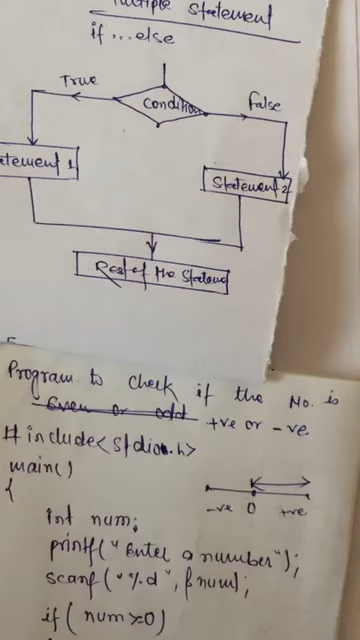 Multiple Statement
if ... else
True
Condition
false
atement 1
Statement 2
Rest of the Statement
Program to check if the No. is
Even or odd +ve or -ve
#include<stdio.h>
main()
{
-ve 0 +ve
int num;
printf("Enter a number");
scanf("%d", &num);
if( num>0)